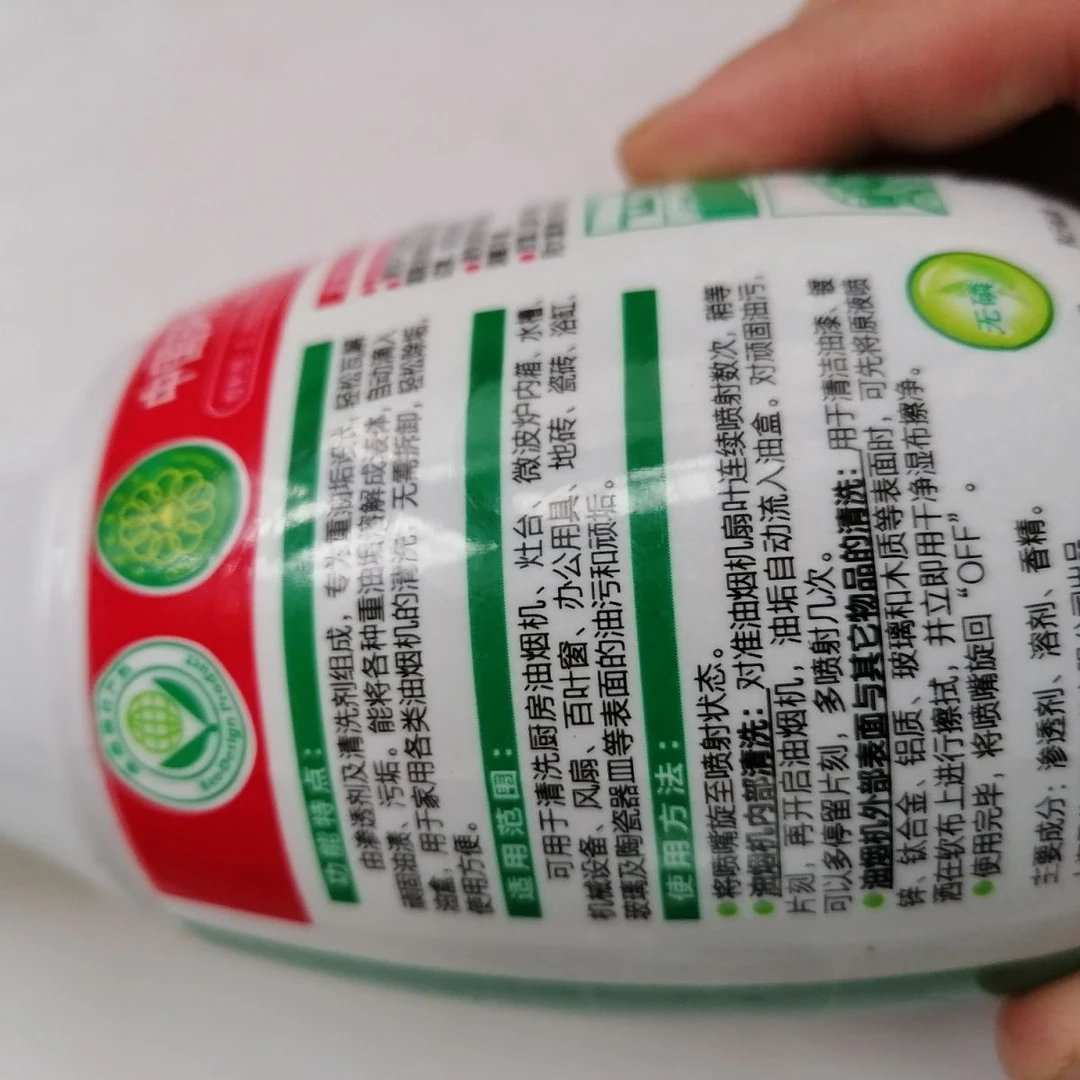 EcoDesign Product
功能特点：
由渗透剂及清洗剂组成，专为重油垢
顽固油渍、污垢。能将各种重油垢溶解成液体，自动滴入
油盒，用于家用各类油烟机的清洗，无需拆卸，轻松除垢，
使用方便。
适用范围：
可用于清洗厨房油烟机、灶台、微波炉内箱、水槽、
机械设备、风扇、百叶窗、办公用具、地砖、瓷砖、浴缸、
玻璃及陶瓷器皿等表面的油污和顽垢。
使用方法：
将喷嘴旋至喷射状态。
油烟机内部清洗：对准油烟机扇叶连续喷射数次，稍等
片刻，再开启油烟机，油垢自动流入油盒。对顽固油污，
可以多停留片刻，多喷射几次。
油烟机外部表面与其它物品的清洗：用于清洁油漆、镀
锌、钛合金、铝质、玻璃和木质等表面时，可先将原液喷
洒在软布上进行擦拭，并立即用干净湿布擦净。
使用完毕，将喷嘴旋回“OFF”。
主要成分：渗透剂、溶剂、香精。
无磷